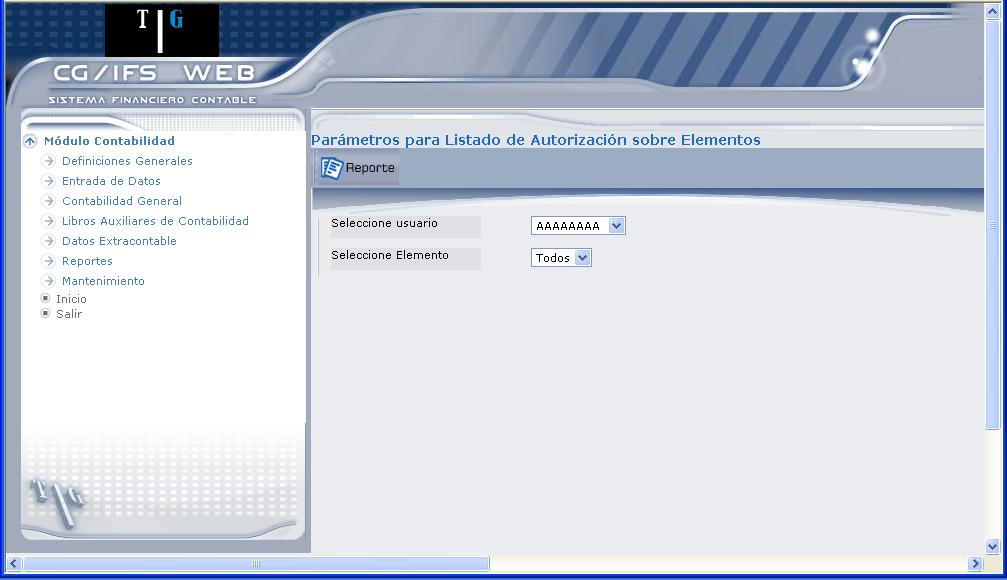 T G
CG/IFS WEB
SISTEMA FINANCIERO CONTABLE
Módulo Contabilidad
Definiciones Generales
Entrada de Datos
Contabilidad General
Libros Auxiliares de Contabilidad
Datos Extracontable
Reportes
Mantenimiento
Inicio
Salir
TIG
Parámetros para Listado de Autorización sobre Elementos
Reporte
Seleccione usuario AAAAAAAA
Seleccione Elemento Todos